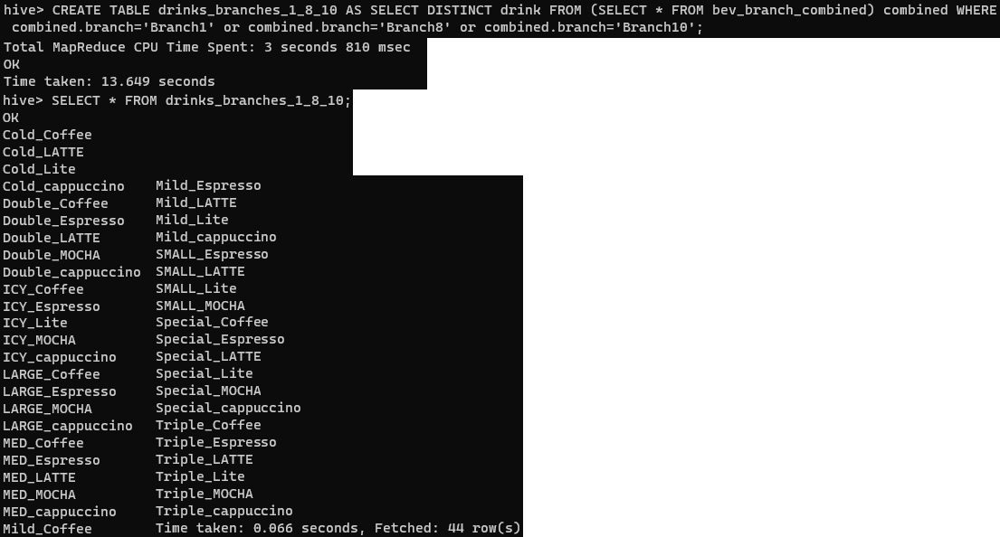 hive> CREATE TABLE drinks_branches_1_8_10 AS SELECT DISTINCT drink FROM (SELECT * FROM bev_branch_combined) combined WHERE
combined.branch='Branch1' or combined.branch='Branch8' or combined.branch='Branch10';
Total MapReduce CPU Time Spent: 3 seconds 810 msec
OK
Time taken: 13.649 seconds
hive> SELECT * FROM drinks_branches_1_8_10;
OK
Cold_Coffee
Cold_LATTE
Cold_Lite
Cold_cappuccino
Double_Coffee
Double_Espresso
Double_LATTE
Double_MOCHA
Double_cappuccino
ICY_Coffee
ICY_Espresso
ICY_Lite
ICY_MOCHA
ICY_cappuccino
LARGE_Coffee
LARGE_Espresso
LARGE_MOCHA
LARGE_cappuccino
MED_Coffee
MED_Espresso
MED_LATTE
MED_MOCHA
MED_cappuccino
Mild_Coffee
Mild_Espresso
Mild_LATTE
Mild_Lite
Mild_cappuccino
SMALL_Espresso
SMALL_LATTE
SMALL_Lite
SMALL_MOCHA
Special_Coffee
Special_Espresso
Special_LATTE
Special_Lite
Special_MOCHA
Special_cappuccino
Triple_Coffee
Triple_Espresso
Triple_LATTE
Triple_Lite
Triple_MOCHA
Triple_cappuccino
Time taken: 0.066 seconds, Fetched: 44 row(s)